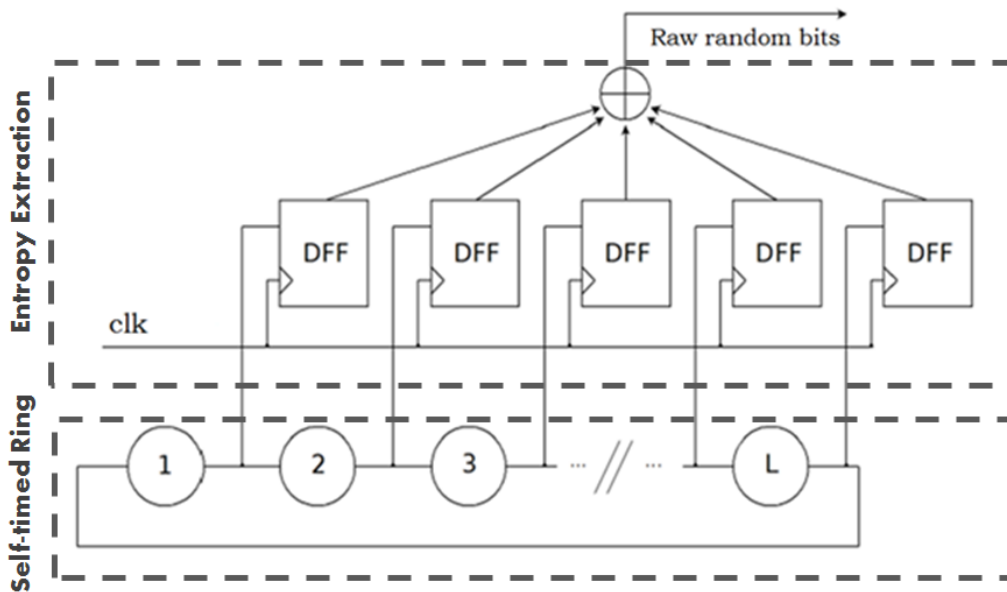 Raw random bits
Entropy Extraction
DFF DFF DFF DFF DFF
clk
Self-timed Ring
1 2 3 ... // ... L